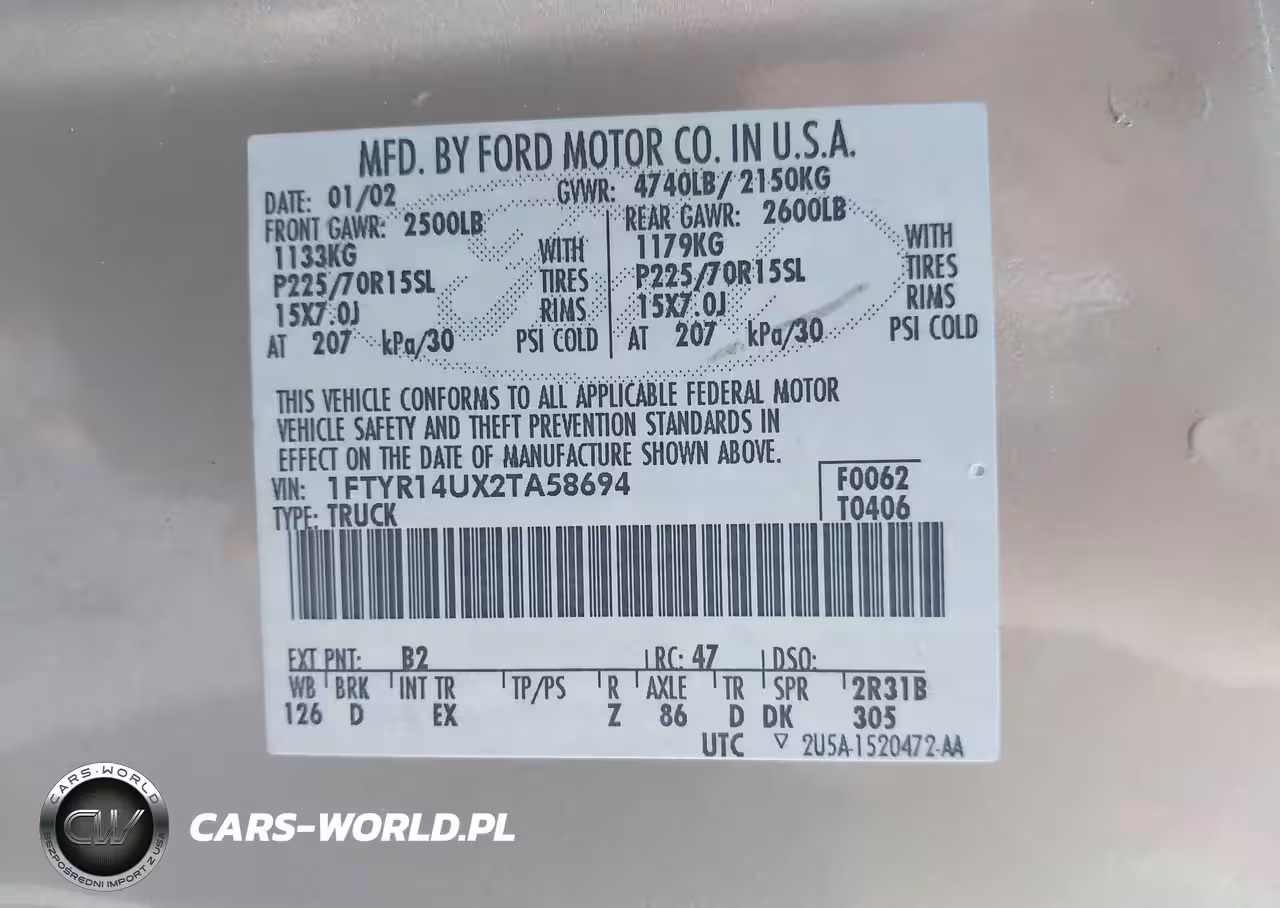 MFD. BY FORD MOTOR CO. IN U.S.A.
DATE: 01/02 GVWR: 4740LB/ 2150KG
FRONT GAWR: 2500LB REAR GAWR: 2600LB
1133KG WITH 1179KG WITH
P225/70R15SL TIRES P225/70R15SL TIRES
15X7.0J RIMS 15X7.0J RIMS
AT 207 kPa/30 PSI COLD AT 207 kPa/30 PSI COLD
THIS VEHICLE CONFORMS TO ALL APPLICABLE FEDERAL MOTOR
VEHICLE SAFETY AND THEFT PREVENTION STANDARDS IN
EFFECT ON THE DATE OF MANUFACTURE SHOWN ABOVE.
VIN: 1FTYR14UX2TA58694 F0062
TYPE: TRUCK T0406
EXT PNT: B2 RC: 47 DSO:
WB BRK INT TR TP/PS R AXLE TR SPR 2R31B
126 D EX Z 86 D DK 305
UTC ▽ 2U5A-1520472-AA
CARS-WORLD
CW
BEZPOŚREDNI IMPORT Z USA
CARS-WORLD.PL